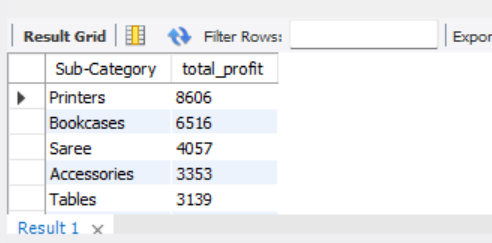 Result Grid Filter Rows: Expor
Sub-Category total_profit
Printers 8606
Bookcases 6516
Saree 4057
Accessories 3353
Tables 3139
Result 1 ×